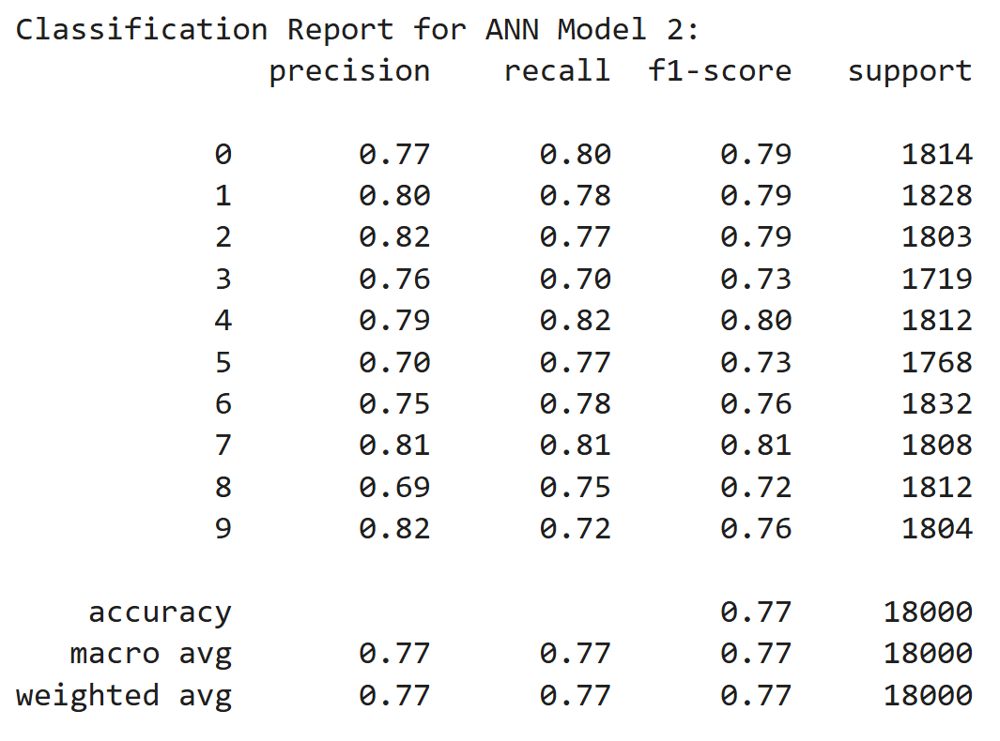 Classification Report for ANN Model 2:
precision recall f1-score support
0 0.77 0.80 0.79 1814
1 0.80 0.78 0.79 1828
2 0.82 0.77 0.79 1803
3 0.76 0.70 0.73 1719
4 0.79 0.82 0.80 1812
5 0.70 0.77 0.73 1768
6 0.75 0.78 0.76 1832
7 0.81 0.81 0.81 1808
8 0.69 0.75 0.72 1812
9 0.82 0.72 0.76 1804
accuracy 0.77 18000
macro avg 0.77 0.77 0.77 18000
weighted avg 0.77 0.77 0.77 18000